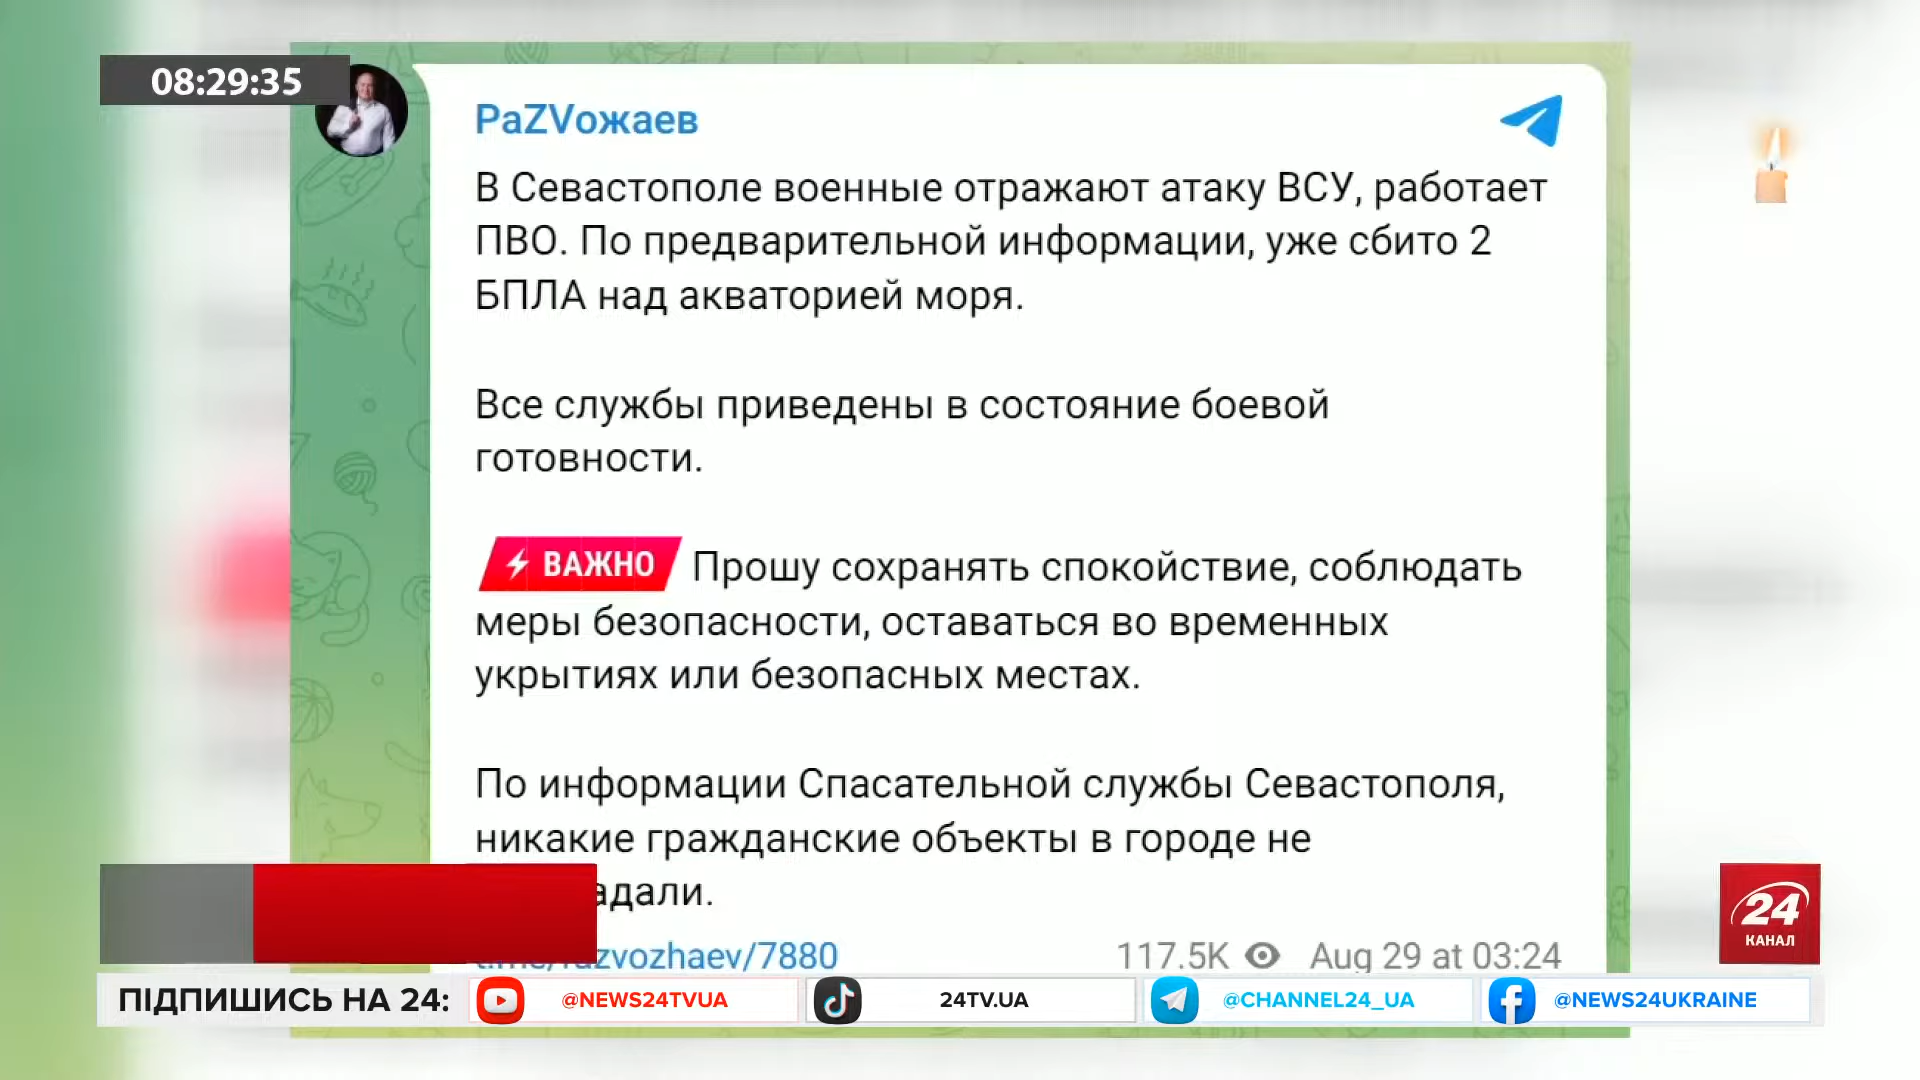 08:29:35
PaZVожаев
В Севастополе военные отражают атаку ВСУ, работает
ПВО. По предварительной информации, уже сбито 2
БПЛА над акваторией моря.
Все службы приведены в состояние боевой
готовности.
ВАЖНО Прошу сохранять спокойствие, соблюдать
меры безопасности, оставаться во временных
укрытиях или безопасных местах.
По информации Спасательной службы Севастополя,
никакие гражданские объекты в городе не
адали.
t.me/razvozhaev/7880 117.5K Aug 29 at 03:24
24
КАНАЛ
ПІДПИШИСЬ НА 24: @NEWS24TVUA 24TV.UA @CHANNEL24_UA @NEWS24UKRAINE